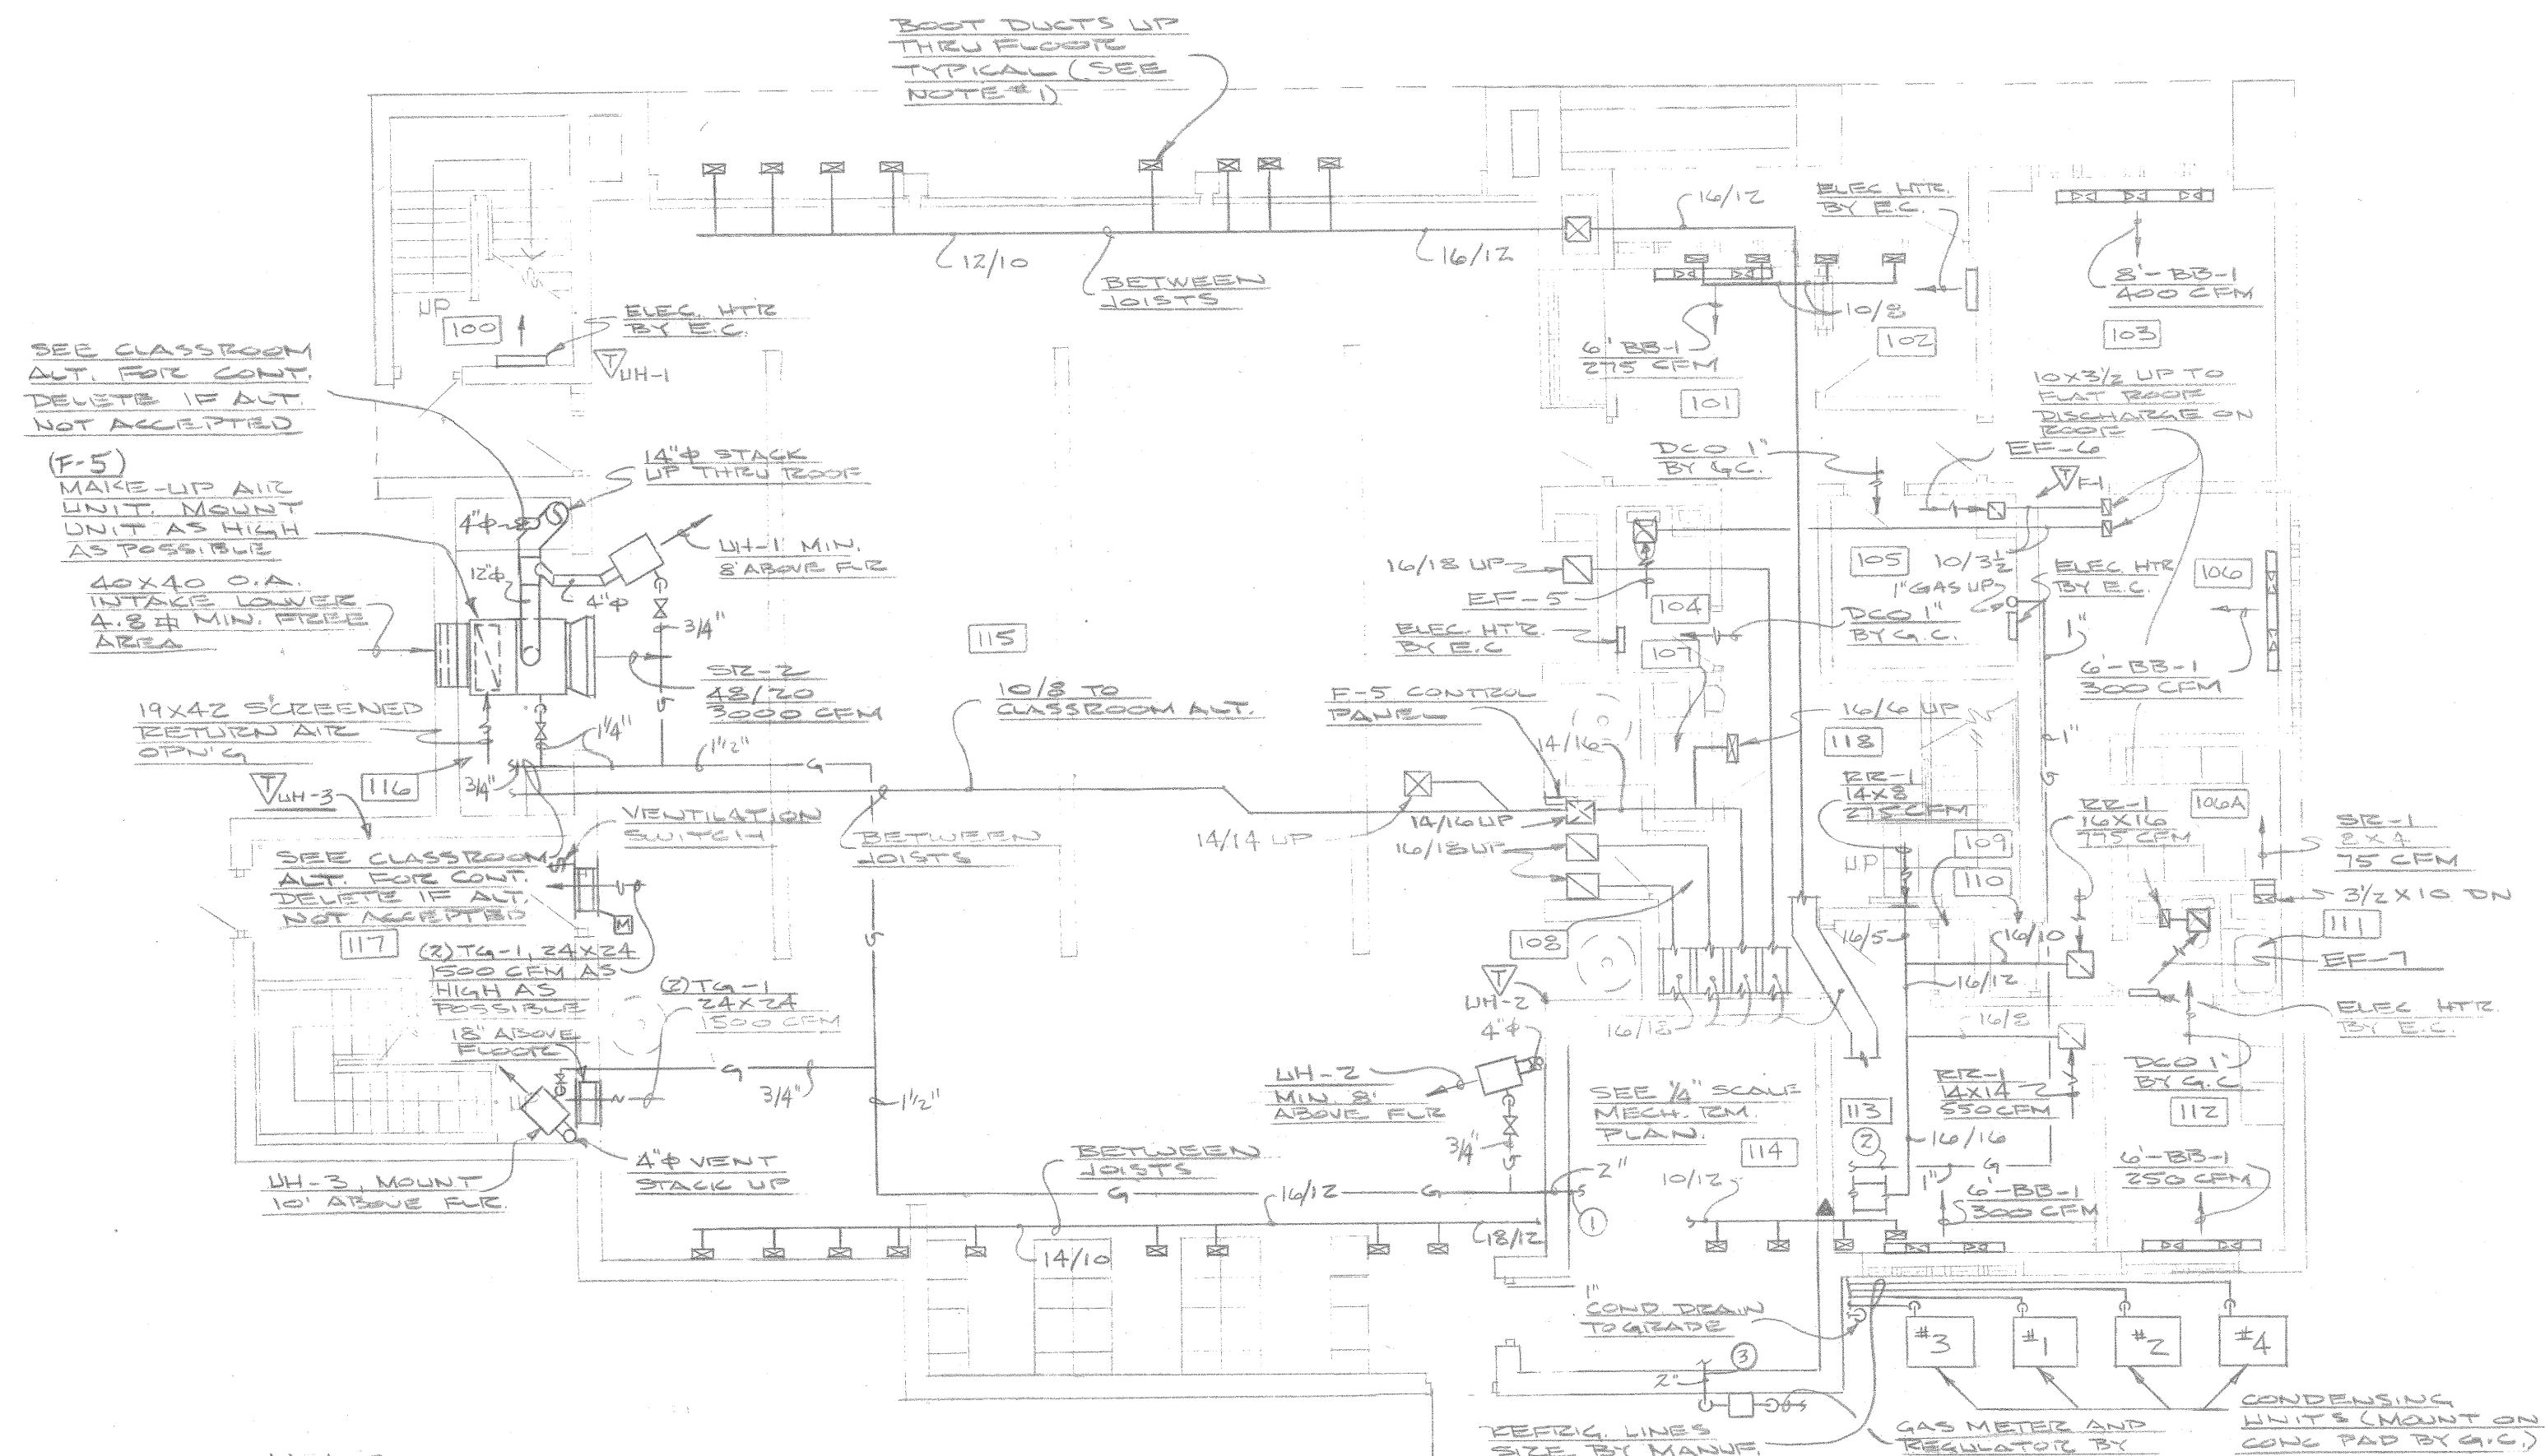 BOOT DUCTS UP
THRU FLOOR
TYPICAL (SEE
NOTE #1)
12/10
BETWEEN
JOISTS
16/12
16/12
ELEC. HTR.
BY E.C.
8'-BB-1
400 CFM
103
10/8
102
6' BB-1
275 CFM
101
UP
100
ELEC. HTR
BY E.C.
T
UH-1
SEE CLASSROOM
ALT. FOR CONT.
DELETE IF ALT.
NOT ACCEPTED
(F-5)
MAKE-UP AIR
UNIT. MOUNT
UNIT AS HIGH
AS POSSIBLE
40X40 O.A.
INTAKE LOUVER
4.8 ⏍ MIN. FREE
AREA
14"Φ STACK
UP THRU ROOF
4"Φ
UH-1 MIN.
8' ABOVE FLR
12"Φ
4"Φ
3/4"
SR-2
48/20
3000 CFM
19X42 SCREENED
RETURN AIR
OPN'G
1¼"
1½"
G
G
3/4"
116
T
UH-3
VENTILATION
SWITCH
SEE CLASSROOM
ALT. FOR CONT.
DELETE IF ALT.
NOT ACCEPTED
M
117
(2) TG-1, 24X24
1500 CFM AS
HIGH AS
POSSIBLE
18" ABOVE
FLOOR
(2) TG-1
24X24
1500 CFM
G
3/4"
G
1½"
UH-3, MOUNT
10' ABOVE FLR.
4"Φ VENT
STACK UP
115
10/8 TO
CLASSROOM ALT.
BETWEEN
JOISTS
F-5 CONTROL
PANEL
14/16
14/14 UP
14/16 UP
16/18 UP
16/18 UP
EF-5
ELEC. HTR.
BY E.C
104
107
DCO 1"
BY G.C.
DCO 1"
BY G.C.
EF-6
T
F-1
10X3½ UP TO
FLAT ROOF
DISCHARGE ON
ROOF
105
10/3½
1" GAS UP
ELEC HTR
BY E.C.
106
1"
6'-BB-1
300 CFM
16/6 UP
118
1"
G
RR-1
14X8
275 CFM
RR-1
16X16
775 CFM
106A
SR-1
8X4
75 CFM
UP
109
110
3½ X 10 DN
111
EF-7
16/5
16/10
16/12
16/8
ELEC HTR.
BY E.C.
DCO 1"
BY G.C
RR-1
14X14
550 CFM
112
108
16/18
T
UH-2
4"Φ
UH-2
MIN. 8'
ABOVE FLR
3/4"
G
SEE ¼" SCALE
MECH. RM.
PLAN.
114
113
2
16/16
G
1"
6'-BB-1
300 CFM
6'-BB-1
250 CFM
10/12
2"
1
BETWEEN
JOISTS
G
16/12
G
14/10
18/12
1"
COND. DRAIN
TO GRADE
3
2"
#3
#1
#2
#4
REFRIG. LINES
SIZE BY MANUF.
GAS METER AND
REGULATOR BY
CONDENSING
UNITS (MOUNT ON
CONC PAD BY G.C.)